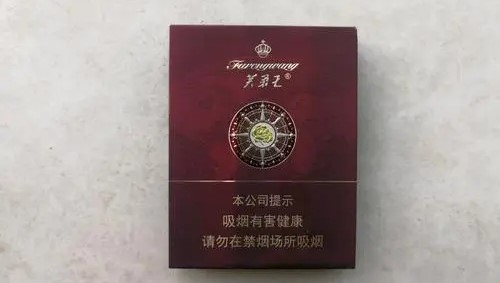 Furongwang
芙蓉王®
本公司提示
吸烟有害健康
请勿在禁烟场所吸烟